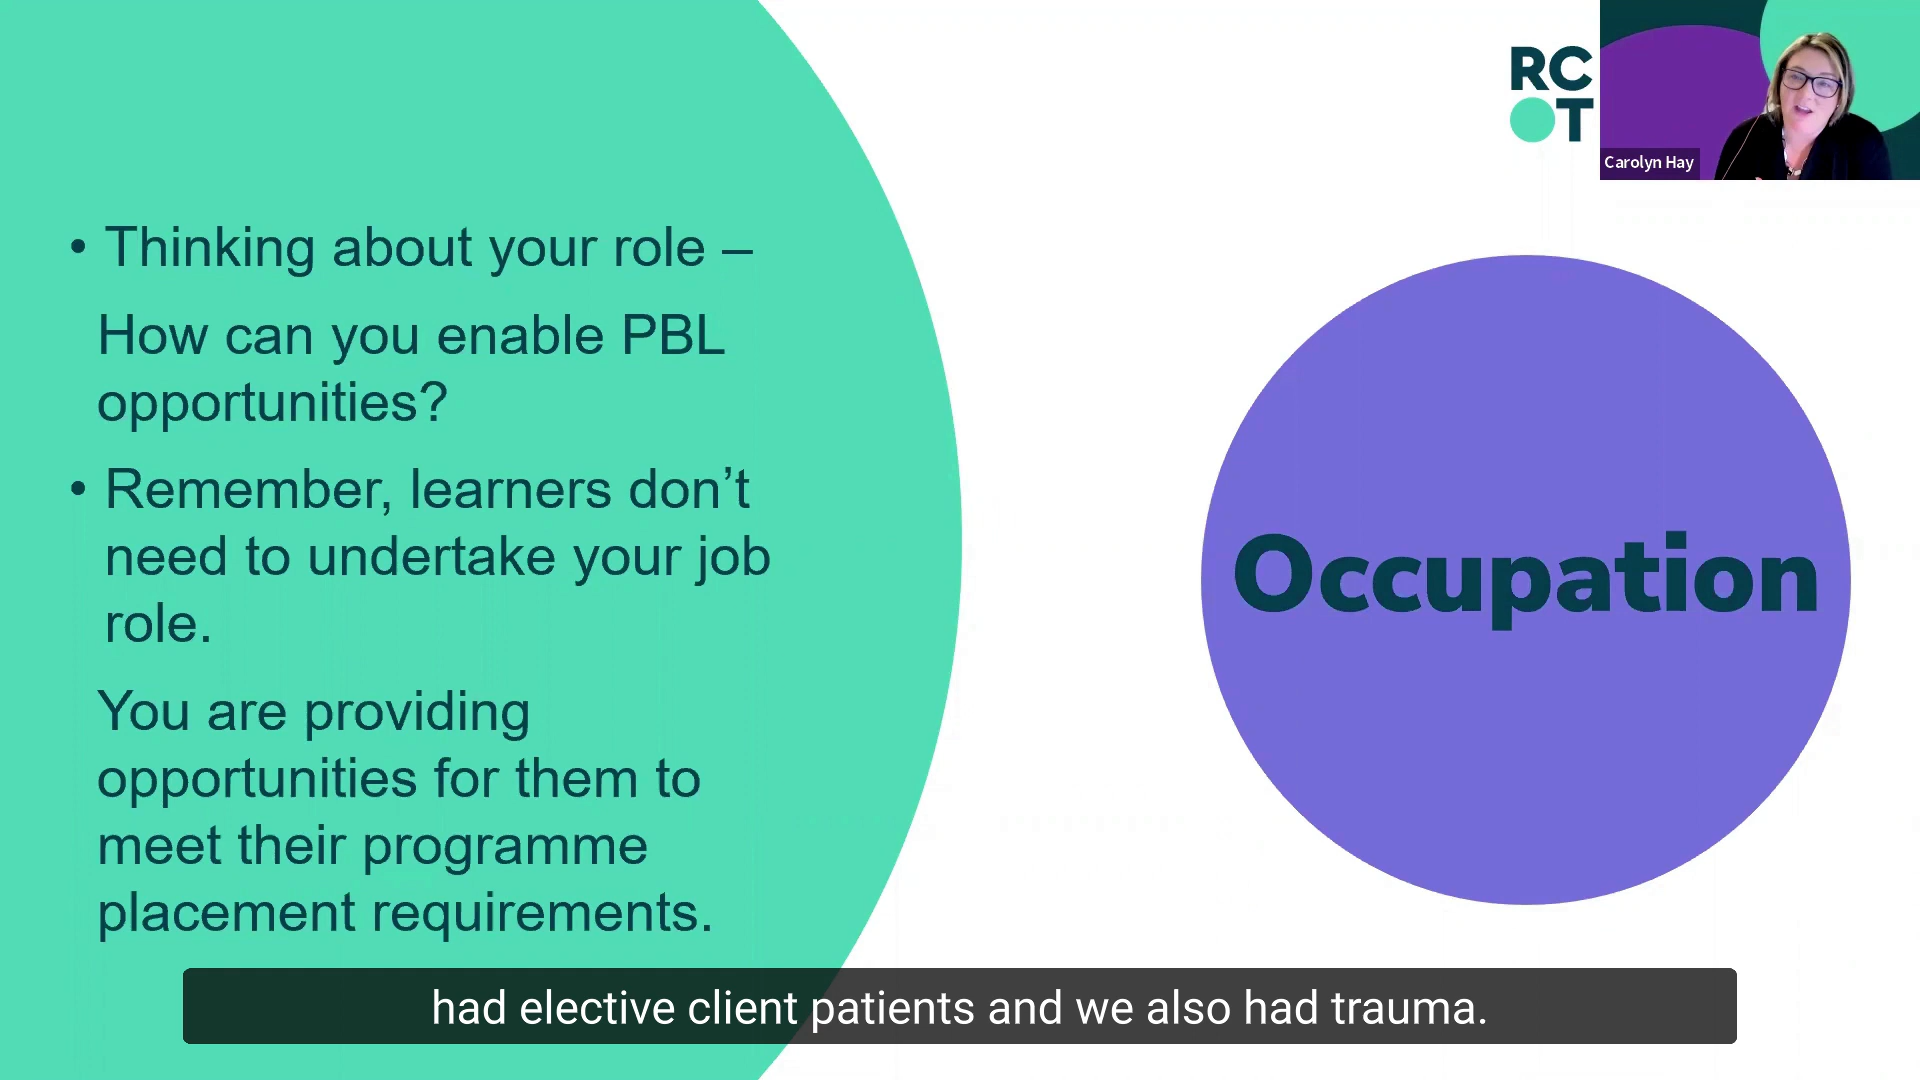 • Thinking about your role –
How can you enable PBL
opportunities?
• Remember, learners don’t
need to undertake your job
role.
You are providing
opportunities for them to
meet their programme
placement requirements.
RC
OT
Carolyn Hay
Occupation
had elective client patients and we also had trauma.